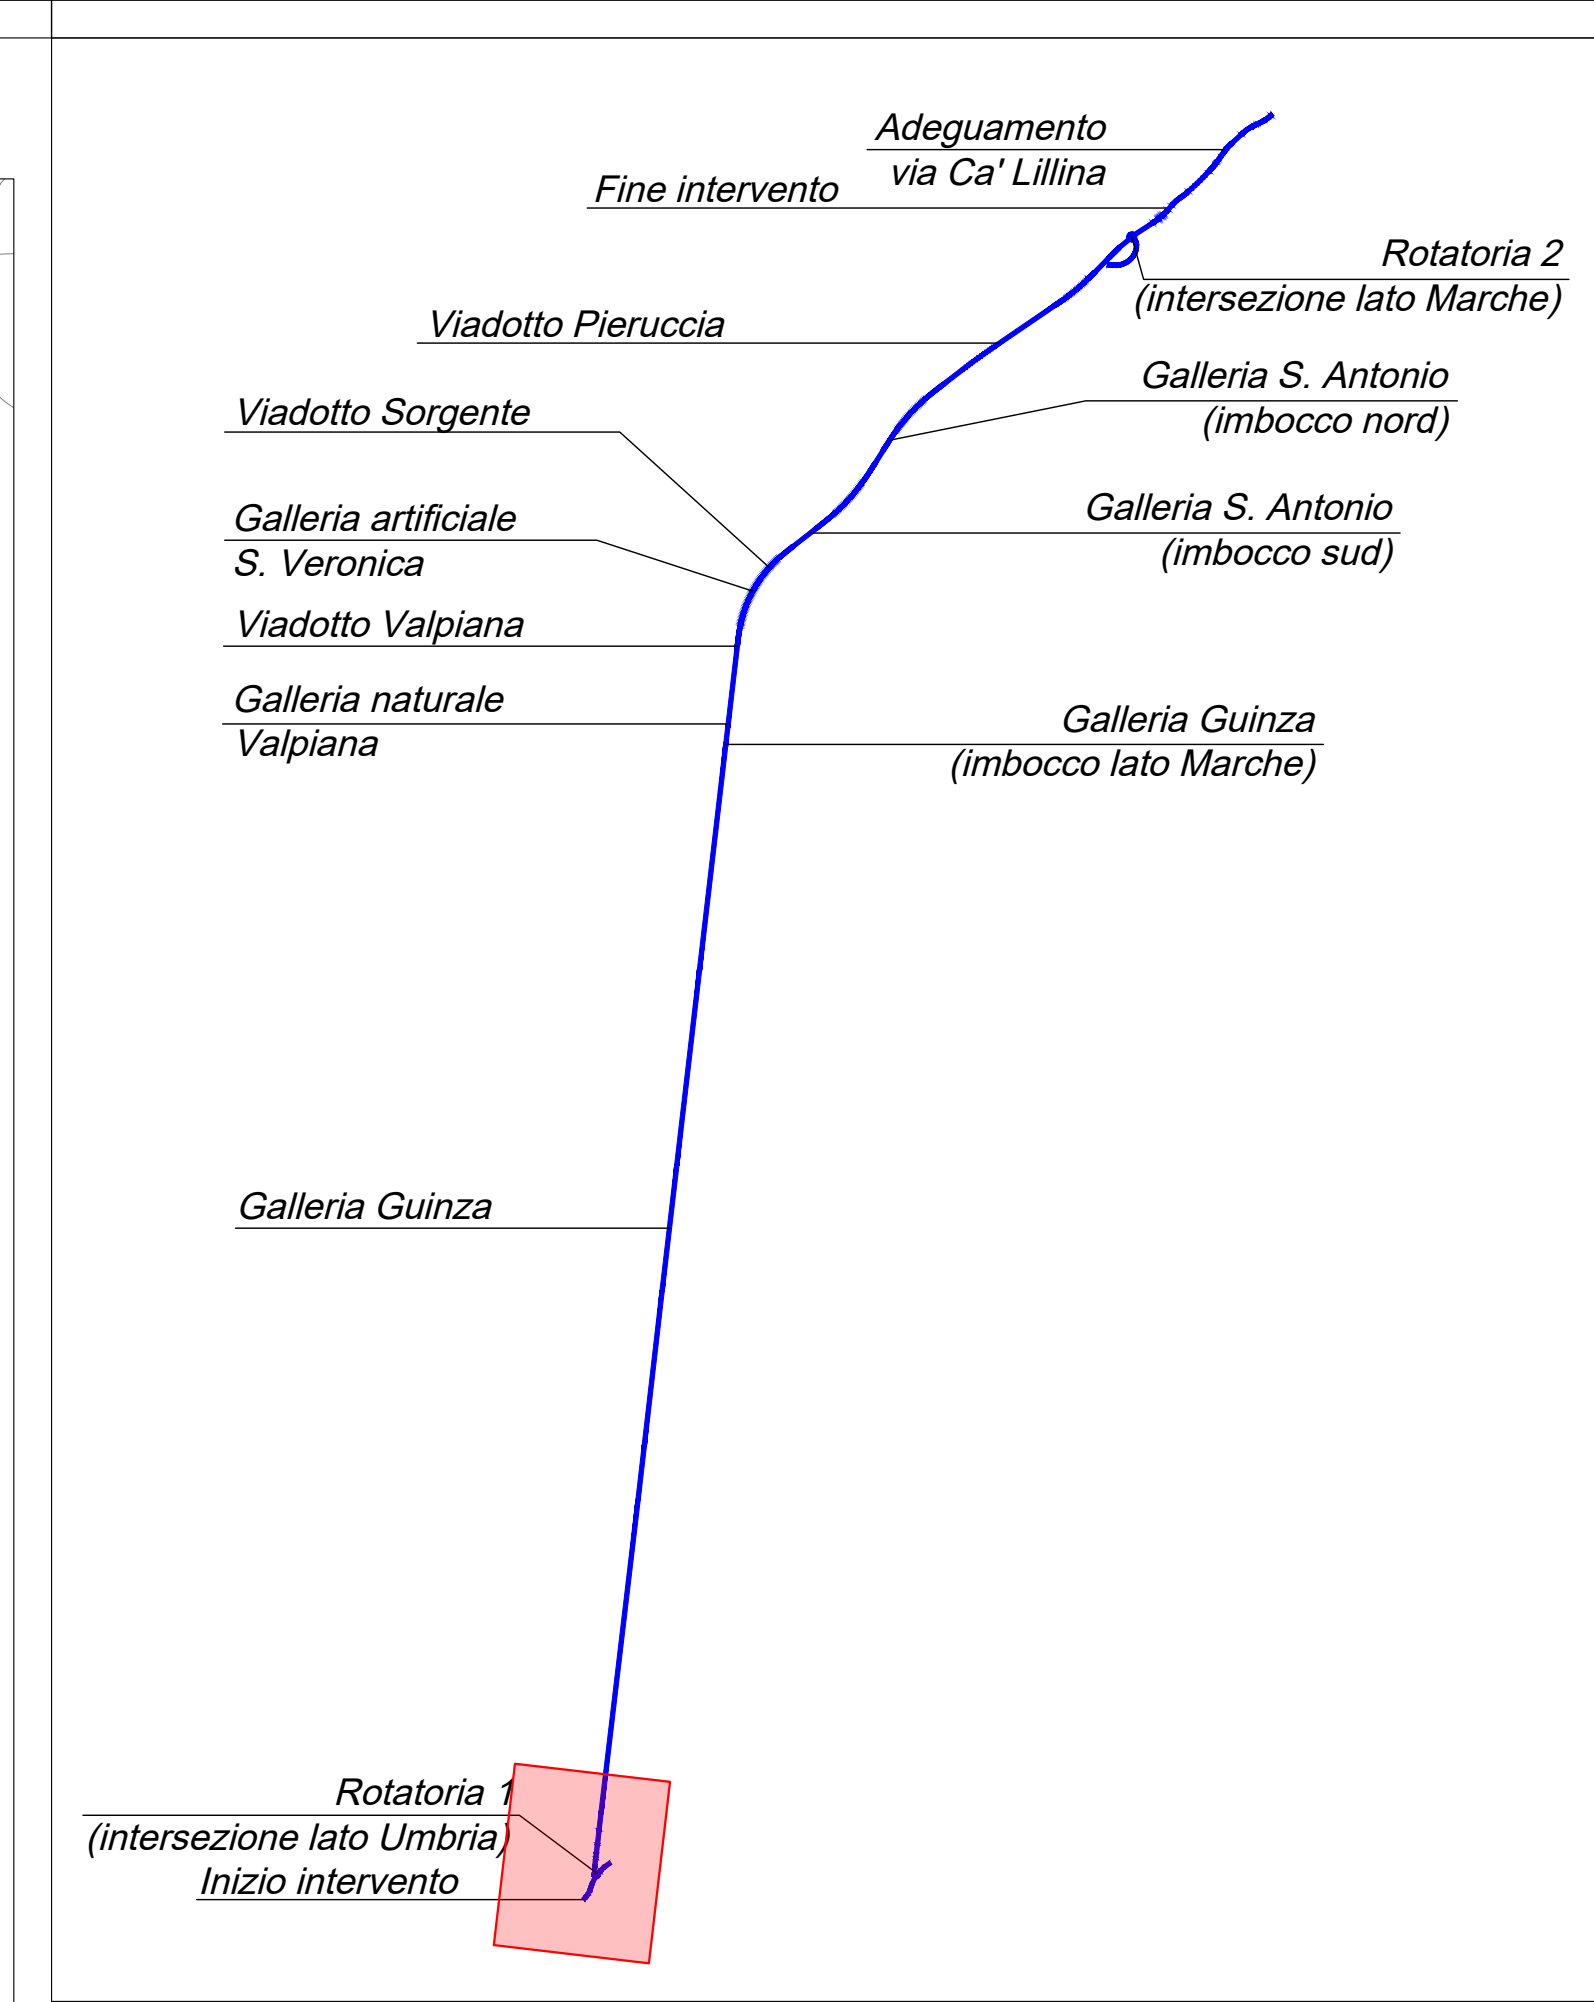 Adeguamento
via Ca' Lillina
Fine intervento
Rotatoria 2
(intersezione lato Marche)
Viadotto Pieruccia
Galleria S. Antonio
(imbocco nord)
Viadotto Sorgente
Galleria S. Antonio
(imbocco sud)
Galleria artificiale
S. Veronica
Viadotto Valpiana
Galleria naturale
Valpiana
Galleria Guinza
(imbocco lato Marche)
Galleria Guinza
Rotatoria 1
(intersezione lato Umbria)
Inizio intervento